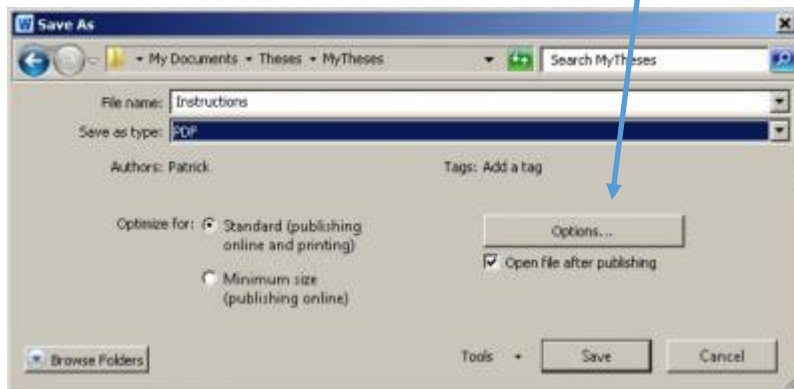 Save As
My Documents Theses MyTheses Search MyTheses
File name: Instructions
Save as type: PDF
Authors: Patrick Tags: Add a tag
Optimize for: Standard (publishing
online and printing)
Options...
Open file after publishing
Minimum size
(publishing online)
Browse Folders Tools Save Cancel